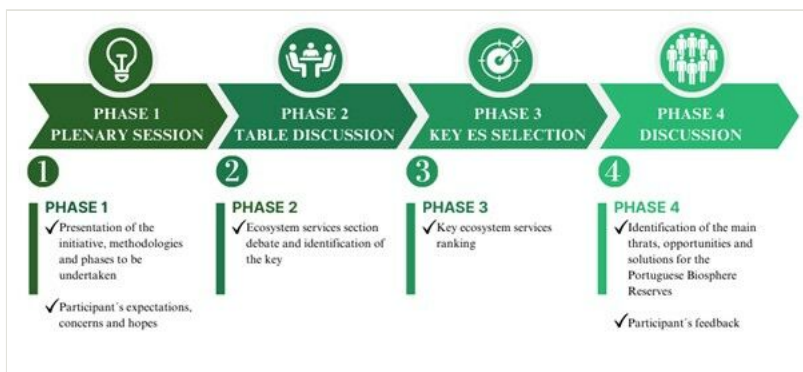 PHASE 1
PLENARY SESSION
PHASE 2
TABLE DISCUSSION
PHASE 3
KEY ES SELECTION
PHASE 4
DISCUSSION
1
PHASE 1
Presentation of the
initiative, methodologies
and phases to be
undertaken
Participant´s expectations,
concerns and hopes
2
PHASE 2
Ecosystem services section
debate and identification of
the key
3
PHASE 3
Key ecosystem services
ranking
4
PHASE 4
Identification of the main
thrats, opportunities and
solutions for the
Portuguese Biosphere
Reserves
Participant´s feedback